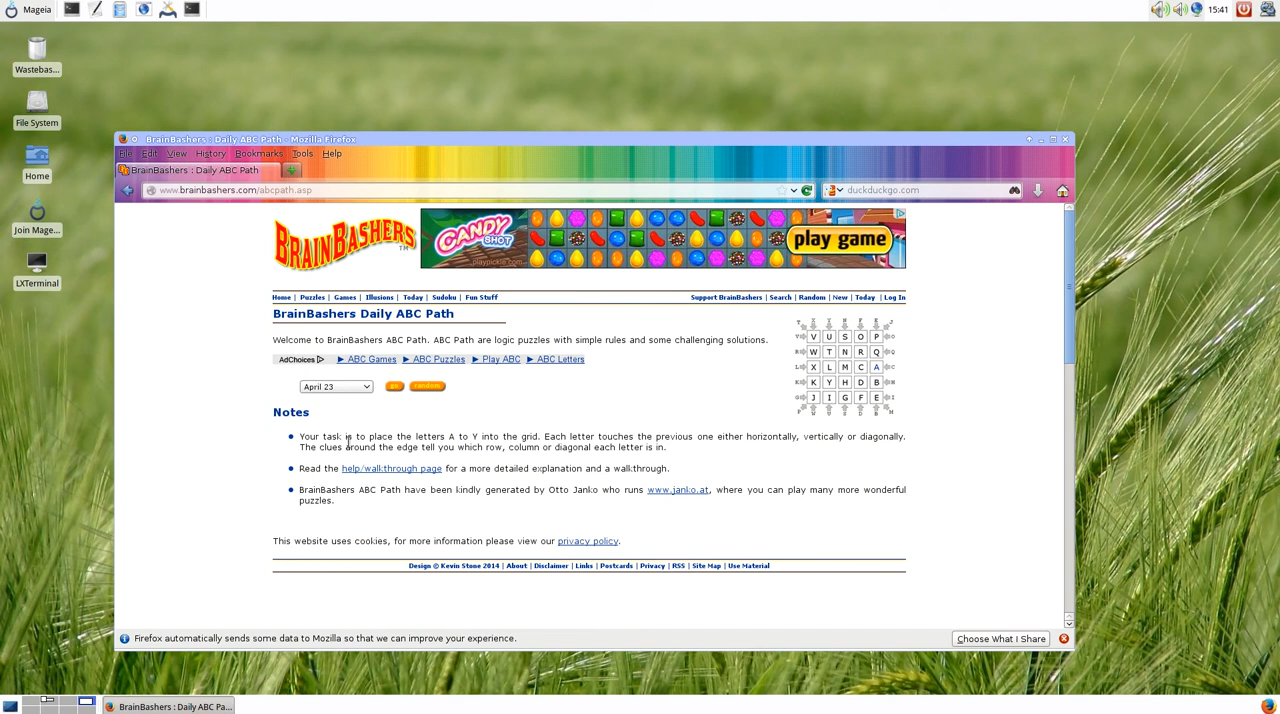 Mageia
15:41
Wastebas...
File System
Home
Join Mage...
LXTerminal
BrainBashers : Daily ABC Path - Mozilla Firefox
File Edit View History Bookmarks Tools Help
BrainBashers : Daily ABC Path
www.brainbashers.com/abcpath.asp
duckduckgo.com
BRAINBASHERS TM
CANDY SHOT
playpickle.com
play game
Home | Puzzles | Games | Illusions | Today | Sudoku | Fun Stuff
Support BrainBashers | Search | Random | New | Today | Log In
BrainBashers Daily ABC Path
Welcome to BrainBashers ABC Path. ABC Path are logic puzzles with simple rules and some challenging solutions.
AdChoices ABC Games ABC Puzzles Play ABC ABC Letters
April 23 go random
V U S O P
W T N R Q
X L M C A
K Y H D B
J I G F E
Notes
Your task is to place the letters A to Y into the grid. Each letter touches the previous one either horizontally, vertically or diagonally.
The clues around the edge tell you which row, column or diagonal each letter is in.
Read the help/walkthrough page for a more detailed explanation and a walkthrough.
BrainBashers ABC Path have been kindly generated by Otto Janko who runs www.janko.at, where you can play many more wonderful
puzzles.
This website uses cookies, for more information please view our privacy policy.
Design © Kevin Stone 2014 | About | Disclaimer | Links | Postcards | Privacy | RSS | Site Map | Use Material
Firefox automatically sends some data to Mozilla so that we can improve your experience.
Choose What I Share
BrainBashers : Daily ABC Pa...